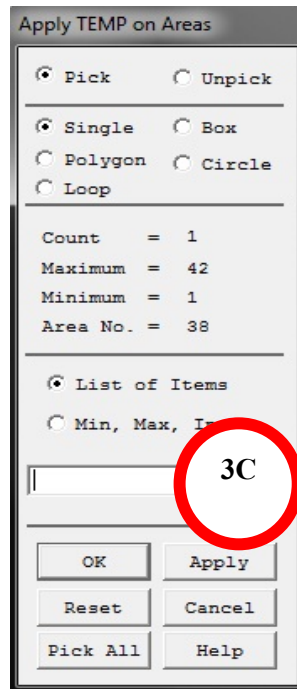 Apply TEMP on Areas
Pick Unpick
Single Box
Polygon Circle
Loop
Count = 1
Maximum = 42
Minimum = 1
Area No. = 38
List of Items
Min, Max,
3C
OK Apply
Reset Cancel
Pick All Help